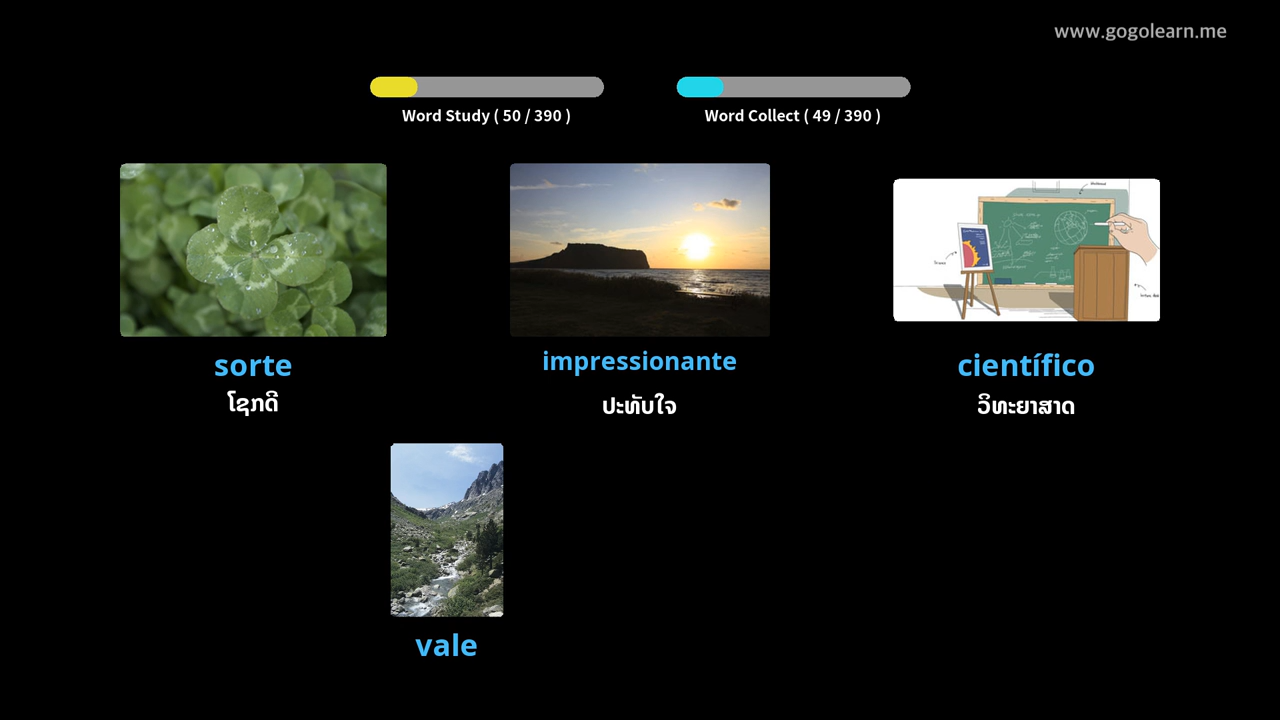 www.gogolearn.me
Word Study ( 50 / 390 )
Word Collect ( 49 / 390 )
sorte
impressionante
científico
ໂຊກດີ
ປະທັບໃຈ
ວິທະຍາສາດ
vale